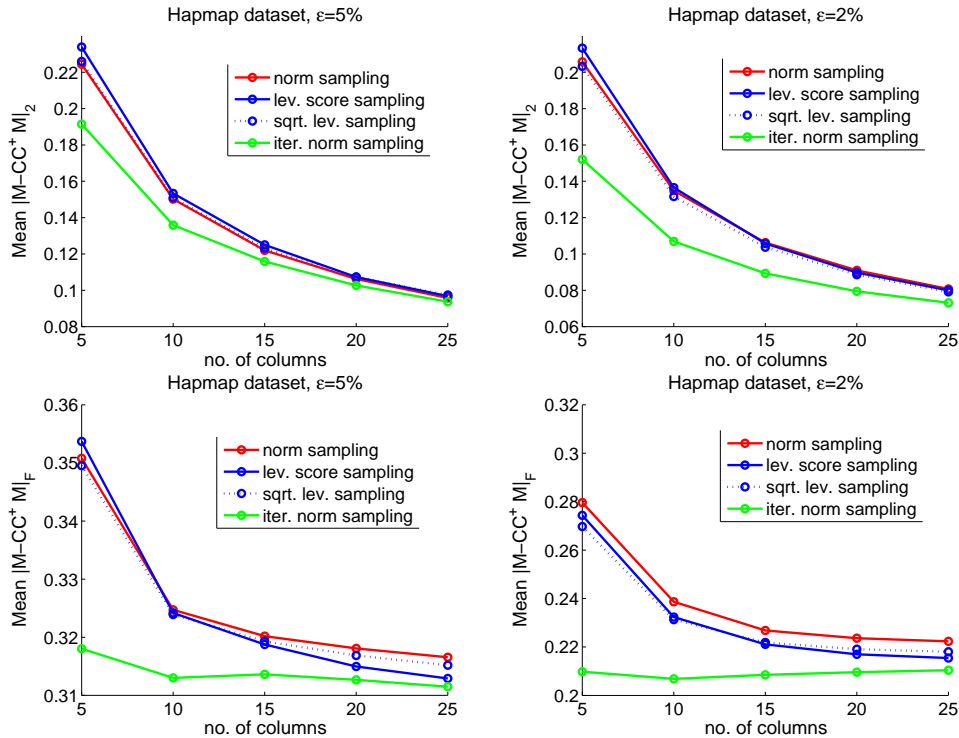 Hapmap dataset, ε=5%
Mean |M−CC⁺ M|₂
0.22
0.2
0.18
0.16
0.14
0.12
0.1
0.08
norm sampling
lev. score sampling
sqrt. lev. sampling
iter. norm sampling
5 10 15 20 25
no. of columns
Hapmap dataset, ε=2%
Mean |M−CC⁺ M|₂
0.2
0.18
0.16
0.14
0.12
0.1
0.08
0.06
norm sampling
lev. score sampling
sqrt. lev. sampling
iter. norm sampling
5 10 15 20 25
no. of columns
Hapmap dataset, ε=5%
Mean |M−CC⁺ M|_F
0.36
0.35
0.34
0.33
0.32
0.31
norm sampling
lev. score sampling
sqrt. lev. sampling
iter. norm sampling
5 10 15 20 25
no. of columns
Hapmap dataset, ε=2%
Mean |M−CC⁺ M|_F
0.32
0.3
0.28
0.26
0.24
0.22
0.2
norm sampling
lev. score sampling
sqrt. lev. sampling
iter. norm sampling
5 10 15 20 25
no. of columns